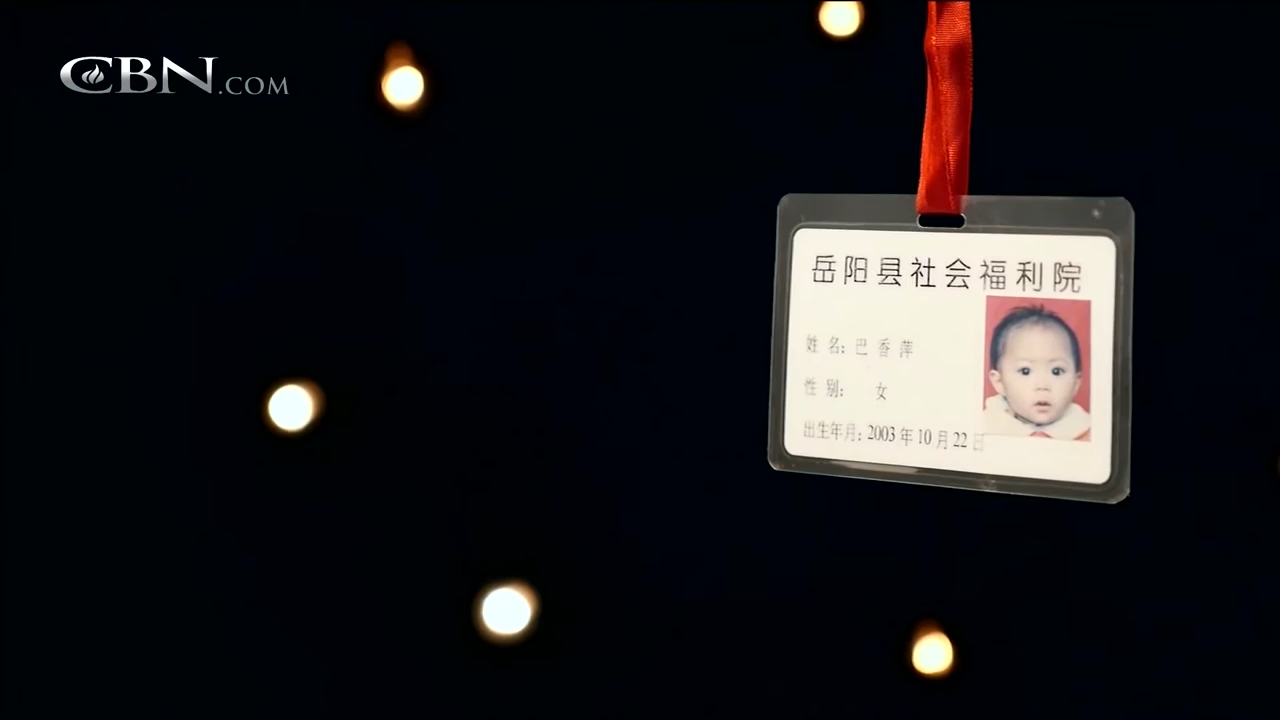 CBN.COM
岳阳县社会福利院
姓 名: 巴 香 萍
性 别: 女
出生年月: 2003 年 10 月 22 日